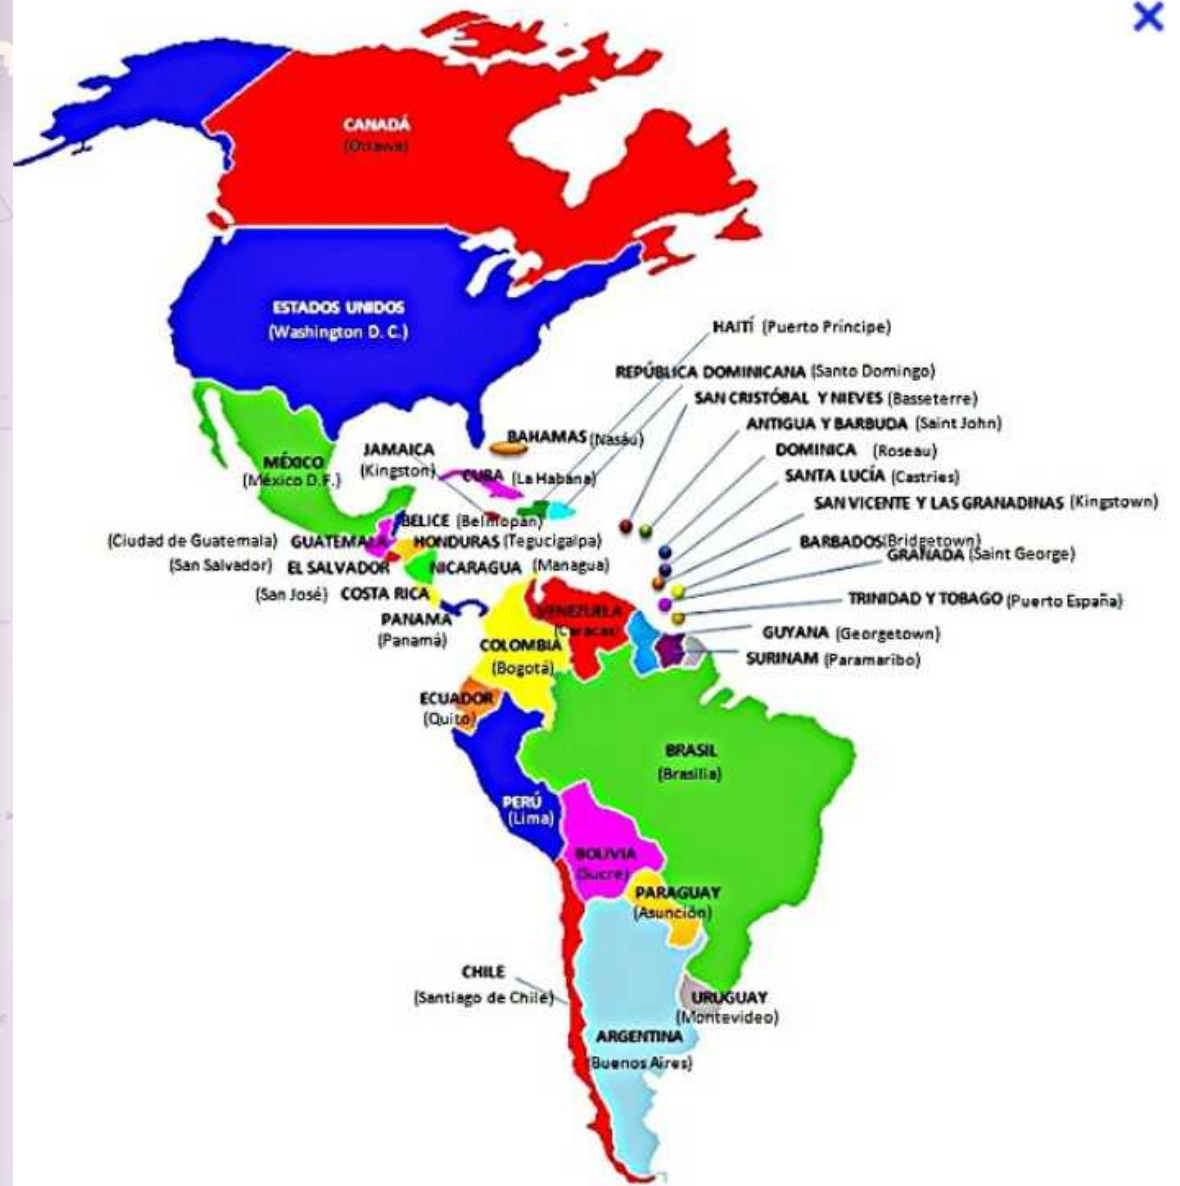 CANADÁ
(Ottawa)
ESTADOS UNIDOS
(Washington D. C.)
HAITÍ (Puerto Príncipe)
REPÚBLICA DOMINICANA (Santo Domingo)
SAN CRISTÓBAL Y NIEVES (Basseterre)
ANTIGUA Y BARBUDA (Saint John)
BAHAMAS (Nasáu)
JAMAICA
(Kingston)
DOMINICA (Roseau)
MÉXICO
(México D.F.)
CUBA (La Habana)
SANTA LUCÍA (Castries)
SAN VICENTE Y LAS GRANADINAS (Kingstown)
BELICE (Belmopan)
(Ciudad de Guatemala) GUATEMALA
HONDURAS (Tegucigalpa)
BARBADOS(Bridgetown)
GRANADA (Saint George)
(San Salvador) EL SALVADOR
NICARAGUA (Managua)
(San José) COSTA RICA
TRINIDAD Y TOBAGO (Puerto España)
PANAMÁ
(Panamá)
VENEZUELA
(Caracas)
GUYANA (Georgetown)
COLOMBIA
(Bogotá)
SURINAM (Paramaribo)
ECUADOR
(Quito)
BRASIL
(Brasilia)
PERÚ
(Lima)
BOLIVIA
(Sucre)
PARAGUAY
(Asunción)
CHILE
(Santiago de Chile)
URUGUAY
(Montevideo)
ARGENTINA
(Buenos Aires)